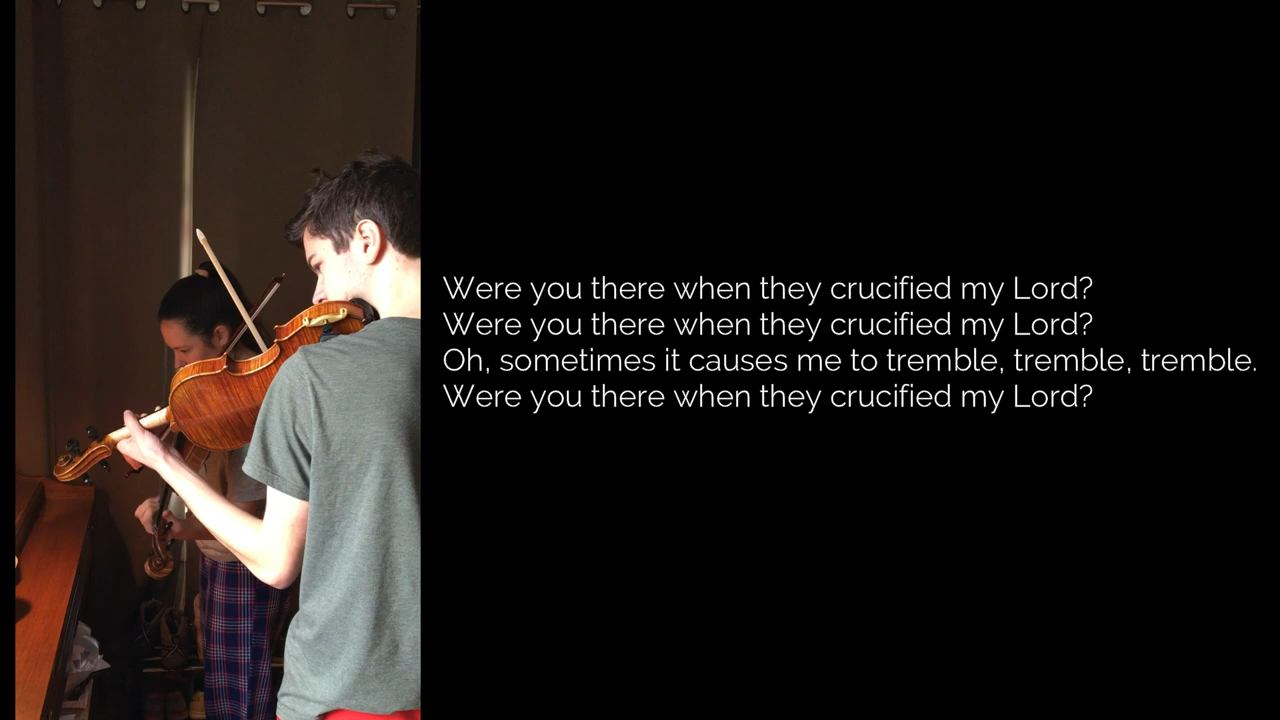 Were you there when they crucified my Lord?
Were you there when they crucified my Lord?
Oh, sometimes it causes me to tremble, tremble, tremble.
Were you there when they crucified my Lord?